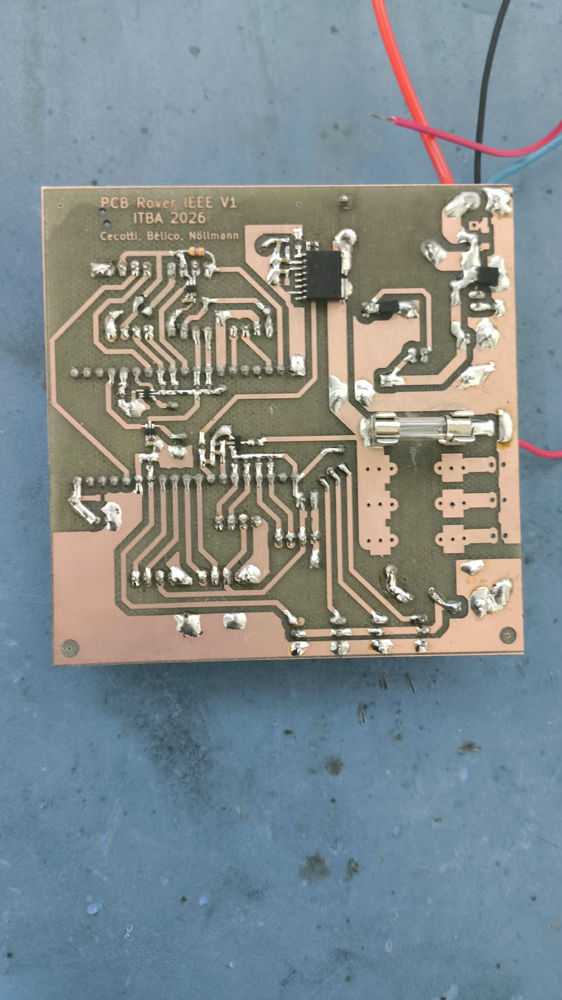 PCB Rover IEEE V1
ITBA 2026
Cecotti, Bélico, Nöllmann